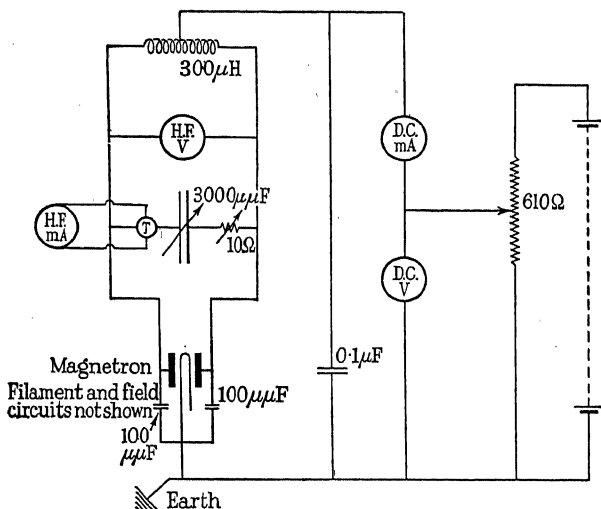 300μH
H.F.
V
D.C.
mA
3000μμF
H.F.
mA
T
10Ω
610Ω
D.C.
V
Magnetron
Filament and field
circuits not shown
100μμF
0·1μF
100
μμF
Earth